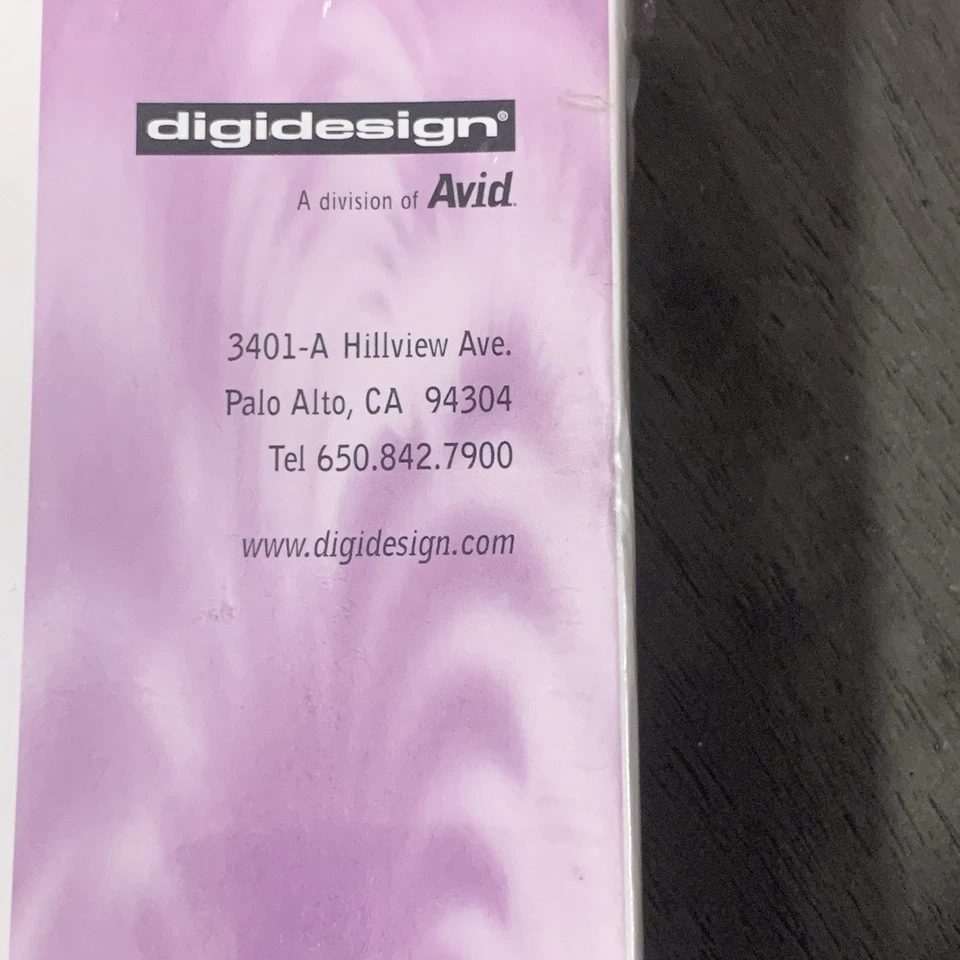 digidesign®
A division of Avid.
3401-A Hillview Ave.
Palo Alto, CA 94304
Tel 650.842.7900
www.digidesign.com